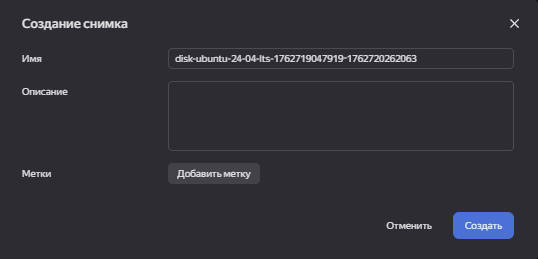 Создание снимка
Имя
disk-ubuntu-24-04-lts-1762719047919-1762720262063
Описание
Метки
Добавить метку
Отменить
Создать